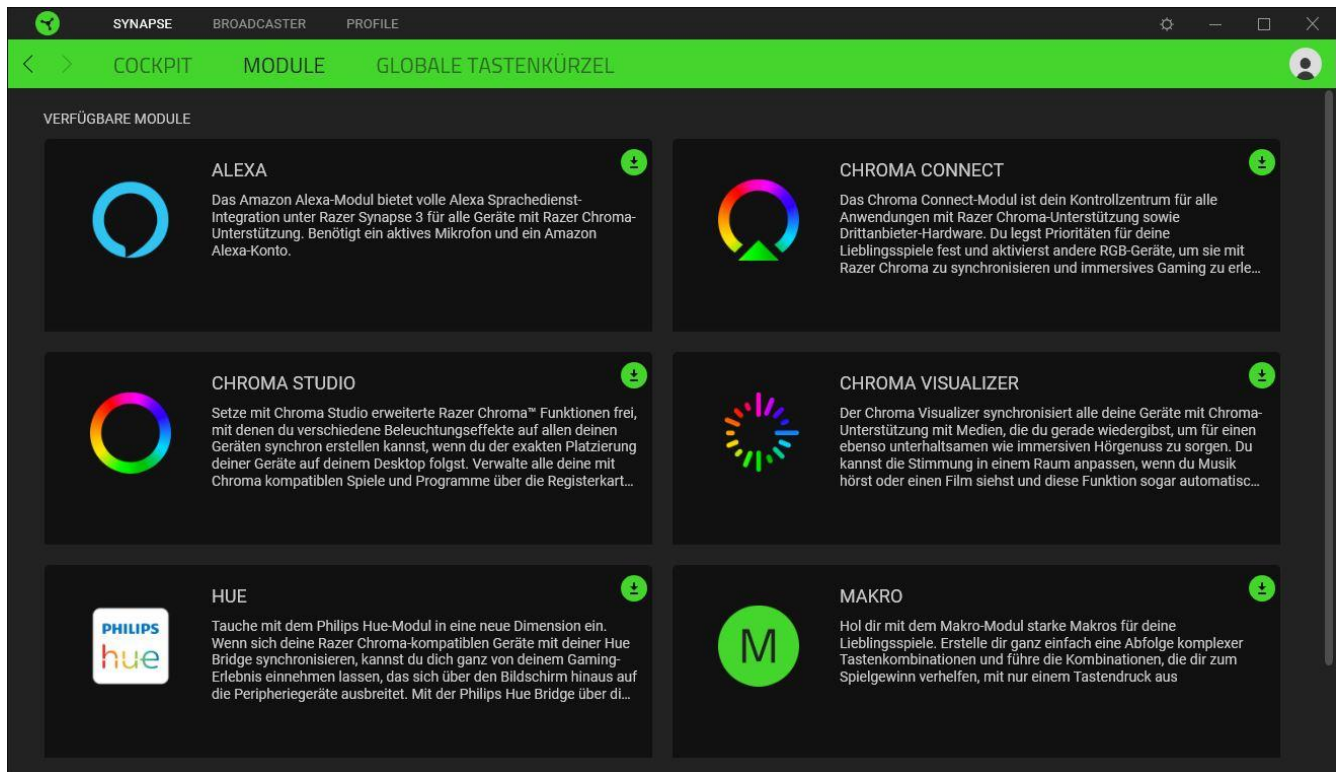 SYNAPSE BROADCASTER PROFILE
COCKPIT MODULE GLOBALE TASTENKÜRZEL
VERFÜGBARE MODULE
ALEXA
Das Amazon Alexa-Modul bietet volle Alexa Sprachedienst-
Integration unter Razer Synapse 3 für alle Geräte mit Razer Chroma-
Unterstützung. Benötigt ein aktives Mikrofon und ein Amazon
Alexa-Konto.
CHROMA CONNECT
Das Chroma Connect-Modul ist dein Kontrollzentrum für alle
Anwendungen mit Razer Chroma-Unterstützung sowie
Drittanbieter-Hardware. Du legst Prioritäten für deine
Lieblingsspiele fest und aktivierst andere RGB-Geräte, um sie mit
Razer Chroma zu synchronisieren und immersives Gaming zu erle...
CHROMA STUDIO
Setze mit Chroma Studio erweiterte Razer Chroma™ Funktionen frei,
mit denen du verschiedene Beleuchtungseffekte auf allen deinen
Geräten synchron erstellen kannst, wenn du der exakten Platzierung
deiner Geräte auf deinem Desktop folgst. Verwalte alle deine mit
Chroma kompatiblen Spiele und Programme über die Registerkart...
CHROMA VISUALIZER
Der Chroma Visualizer synchronisiert alle deine Geräte mit Chroma-
Unterstützung mit Medien, die du gerade wiedergibst, um für einen
ebenso unterhaltsamen wie immersiven Hörgenuss zu sorgen. Du
kannst die Stimmung in einem Raum anpassen, wenn du Musik
hörst oder einen Film siehst und diese Funktion sogar automatisc...
PHILIPS
hue
HUE
Tauche mit dem Philips Hue-Modul in eine neue Dimension ein.
Wenn sich deine Razer Chroma-kompatiblen Geräte mit deiner Hue
Bridge synchronisieren, kannst du dich ganz von deinem Gaming-
Erlebnis einnehmen lassen, das sich über den Bildschirm hinaus auf
die Peripheriegeräte ausbreitet. Mit der Philips Hue Bridge über di...
M
MAKRO
Hol dir mit dem Makro-Modul starke Makros für deine
Lieblingsspiele. Erstelle dir ganz einfach eine Abfolge komplexer
Tastenkombinationen und führe die Kombinationen, die dir zum
Spielgewinn verhelfen, mit nur einem Tastendruck aus